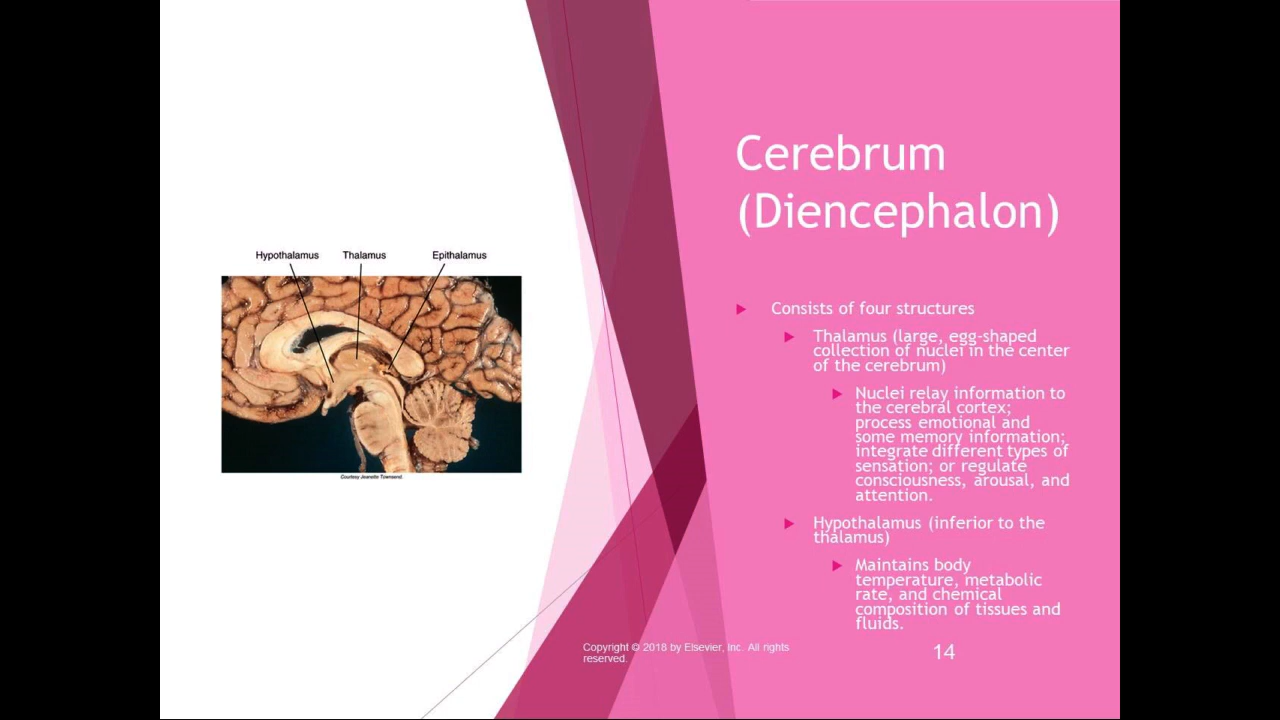 Cerebrum
(Diencephalon)
Hypothalamus Thalamus Epithalamus
Courtesy Jeanette Townsend.
Consists of four structures
Thalamus (large, egg-shaped
collection of nuclei in the center
of the cerebrum)
Nuclei relay information to
the cerebral cortex;
process emotional and
some memory information;
integrate different types of
sensation; or regulate
consciousness, arousal, and
attention.
Hypothalamus (inferior to the
thalamus)
Maintains body
temperature, metabolic
rate, and chemical
composition of tissues and
fluids.
Copyright © 2018 by Elsevier, Inc. All rights
reserved.
14